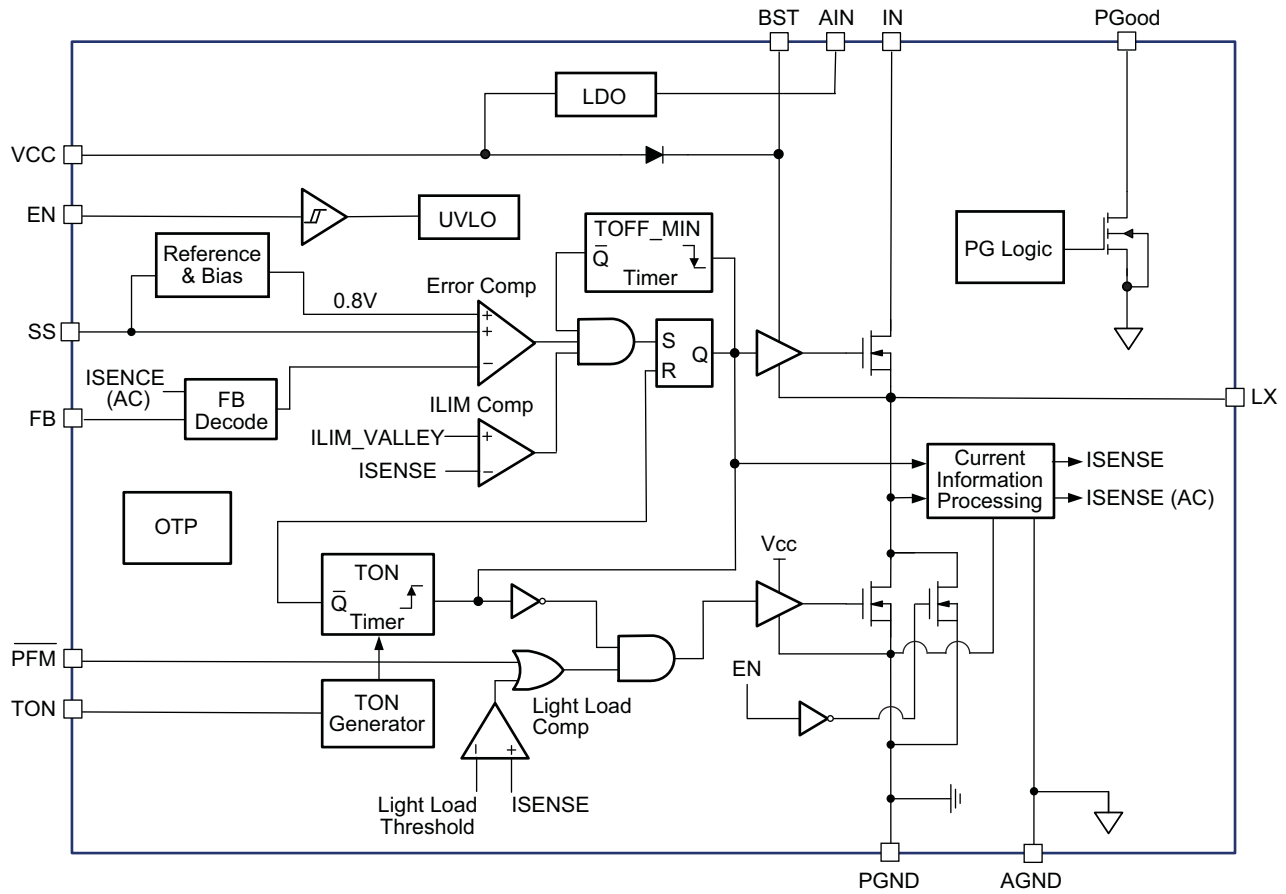 BST
AIN
IN
PGood
LDO
VCC
EN
UVLO
TOFF_MIN
Q̅
Timer
Reference
& Bias
PG Logic
Error Comp
0.8V
+
+
−
SS
S
R
Q
ISENCE
(AC)
FB
Decode
FB
LX
ILIM Comp
ILIM_VALLEY
+
ISENSE
−
Current
Information
Processing
ISENSE
ISENSE (AC)
OTP
Vcc
TON
Q̅
Timer
P̅F̅M̅
EN
TON
TON
Generator
Light Load
Comp
− +
Light Load
Threshold
ISENSE
PGND
AGND